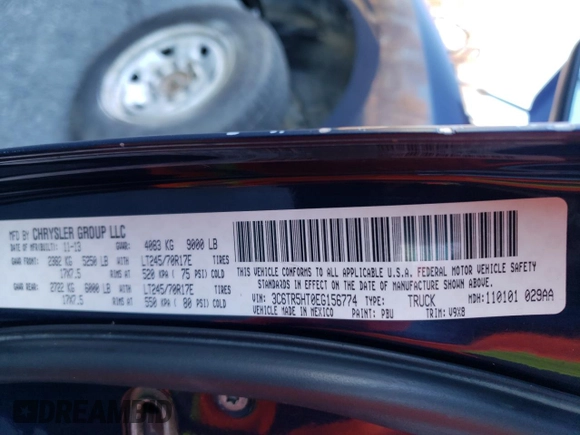 MFD BY CHRYSLER GROUP LLC
DATE OF MFR(BUILT): 11-13 GVWR: 4083 KG 9000 LB
GAWR FRONT: 2382 KG 5250 LB WITH LT245/70R17E TIRES
17X7.5 RIMS AT 520 KPA ( 75 PSI) COLD
GAWR REAR: 2722 KG 6000 LB WITH LT245/70R17E TIRES
17X7.5 RIMS AT 550 KPA ( 80 PSI) COLD
THIS VEHICLE CONFORMS TO ALL APPLICABLE U.S.A. FEDERAL MOTOR VEHICLE SAFETY
STANDARDS IN EFFECT ON THE DATE OF MANUFACTURE SHOWN ABOVE
VIN: 3C6TR5HT0EG156774 TYPE: TRUCK MDH: 110101 029AA
VEHICLE MADE IN MEXICO PAINT: PBU TRIM: V9X8
DREAMBID